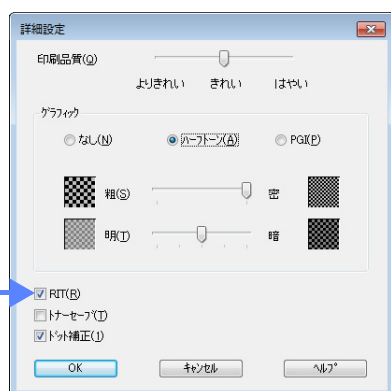 詳細設定
印刷品質(Q)
よりきれい きれい はやい
グラフィック
なし(N) ハーフトーン(A) PGI(P)
粗(S) 密
明(T) 暗
RIT(R)
トナーセーブ(T)
ドット補正(1)
OK キャンセル ヘルプ